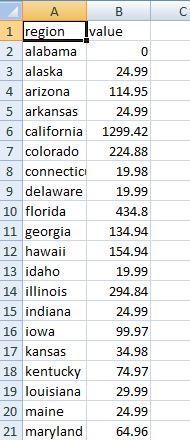 A B C
1 region value
2 alabama 0
3 alaska 24.99
4 arizona 114.95
5 arkansas 24.99
6 california 1299.42
7 colorado 224.88
8 connecticu 19.98
9 delaware 19.99
10 florida 434.8
11 georgia 134.94
12 hawaii 154.94
13 idaho 19.99
14 illinois 294.84
15 indiana 24.99
16 iowa 99.97
17 kansas 34.98
18 kentucky 74.97
19 louisiana 29.99
20 maine 24.99
21 maryland 64.96